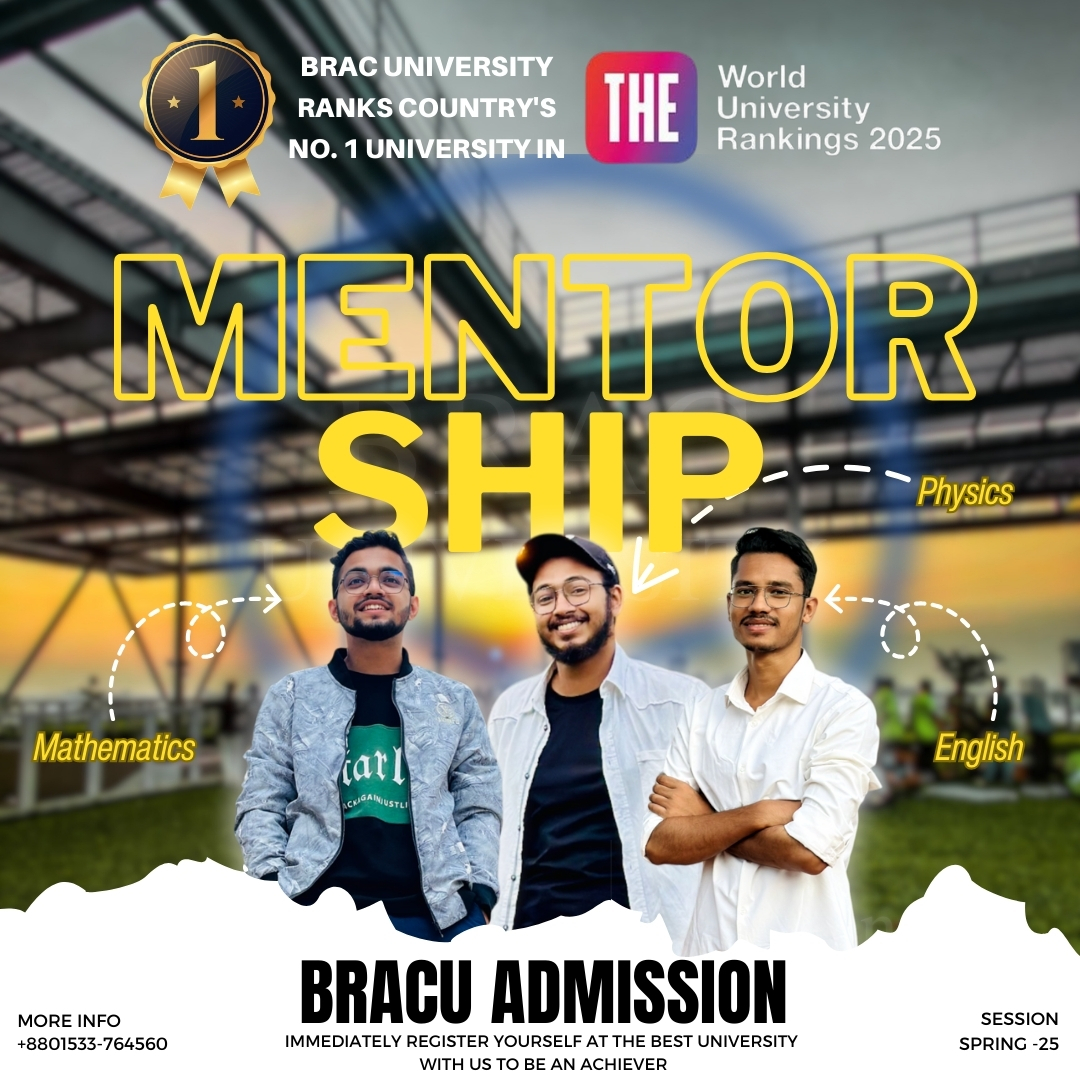 1
BRAC UNIVERSITY
RANKS COUNTRY'S
NO. 1 UNIVERSITY IN
THE
World
University
Rankings 2025
MENTOR
SHIP
Physics
Mathematics
English
BRACU ADMISSION
IMMEDIATELY REGISTER YOURSELF AT THE BEST UNIVERSITY
WITH US TO BE AN ACHIEVER
MORE INFO
+8801533-764560
SESSION
SPRING -25